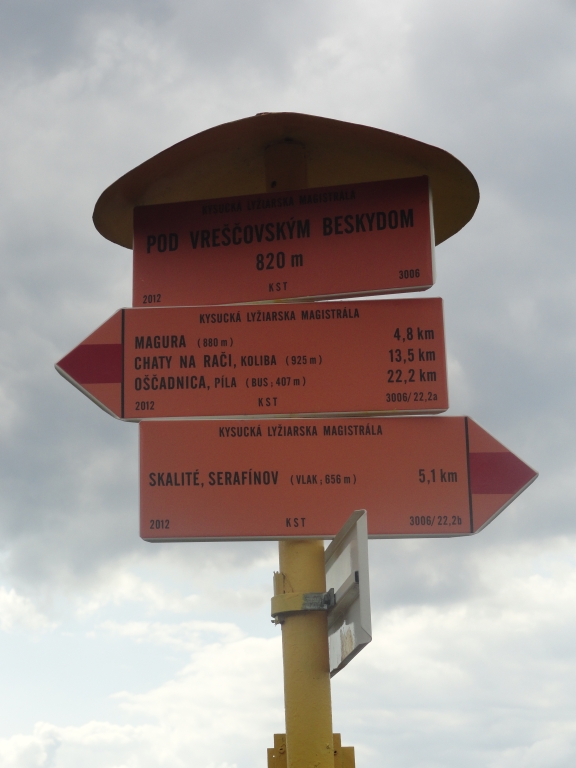 KYSUCKÁ LYŽIARSKA MAGISTRÁLA
POD VREŠČOVSKÝM BESKYDOM
820 m
2012 KST 3006
KYSUCKÁ LYŽIARSKA MAGISTRÁLA
MAGURA (880 m) 4,8 km
CHATY NA RAČI, KOLIBA (925 m) 13,5 km
OŠČADNICA, PÍLA (BUS; 407 m) 22,2 km
2012 KST 3006/22,2a
KYSUCKÁ LYŽIARSKA MAGISTRÁLA
SKALITÉ, SERAFÍNOV (VLAK; 656 m) 5,1 km
2012 KST 3006/22,2b